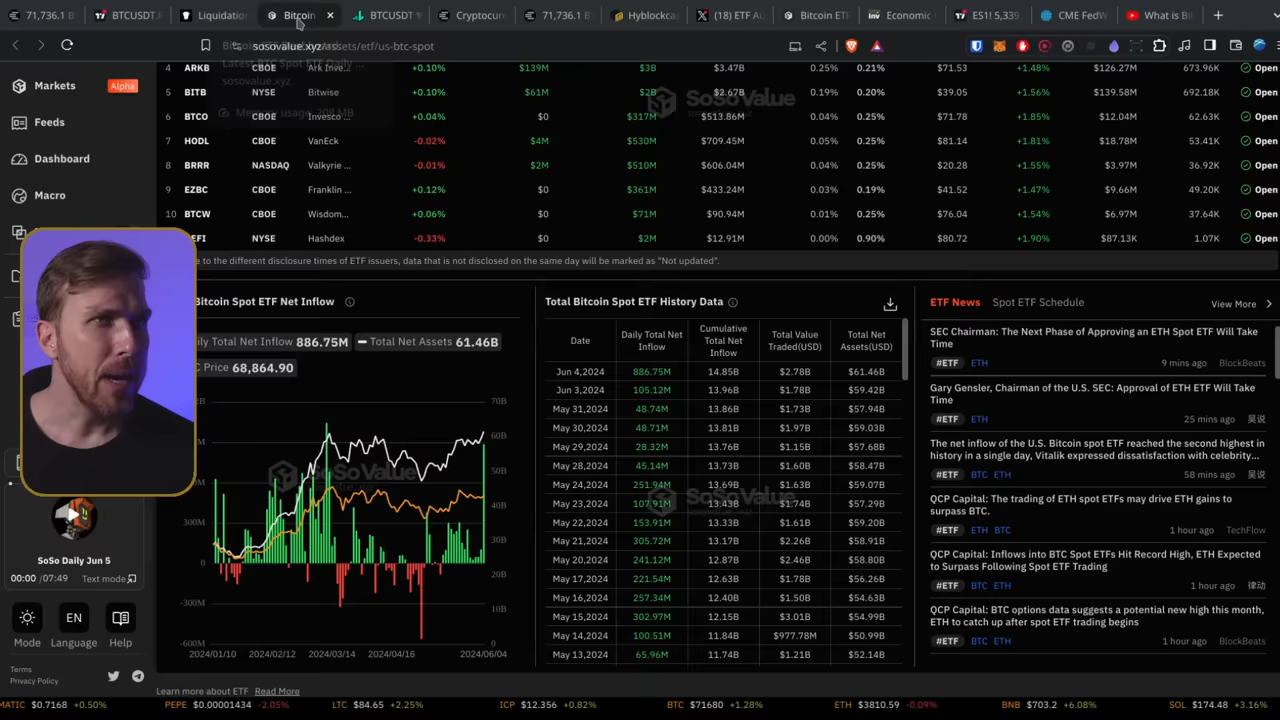 71,736.1 B
BTCUSDT.P
Liquidation
Bitcoin
BTCUSDT
Cryptocurr
71,736.1 B
Hyblockcap
(18) ETF Au
Bitcoin ETF
Economic
ES1! 5,339
CME FedW
What is Bi
sosovalue.xyz/assets/etf/us-btc-spot
Latest BTC Spot ETF Daily ...
sosovalue.xyz
Memory usage: 208 MB
Markets
Alpha
Feeds
Dashboard
Macro
4 ARKB CBOE Ark Inve... +0.10% $139M $3B $3.47B 0.25% 0.21% $71.53 +1.48% $126.27M 673.96K Open
5 BITB NYSE Bitwise +0.10% $61M $2B $2.67B 0.19% 0.20% $39.05 +1.56% $139.58M 692.18K Open
6 BTCO CBOE Invesco ... +0.04% $317M $513.86M 0.04% 0.25% $71.78 +1.85% $12.04M 62.63K Open
7 HODL CBOE VanEck -0.02% $4M $530M $709.45M 0.04% 0.25% $81.14 +1.81% $18.78M 53.41K Open
8 BRRR NASDAQ Valkyrie ... -0.01% $2M $510M $606.04M 0.04% 0.25% $20.28 +1.55% $3.97M 36.92K Open
9 EZBC CBOE Franklin ... +0.12% $0 $361M $433.24M 0.03% 0.19% $41.52 +1.47% $9.66M 49.20K Open
10 BTCW CBOE Wisdom... +0.06% $0 $71M $90.94M 0.01% 0.25% $76.04 +1.54% $6.97M 37.64K Open
EFI NYSE Hashdex -0.33% $0 $2M $12.91M 0.00% 0.90% $80.72 +1.90% $87.13K 1.07K Open
e to the different disclosure times of ETF issuers, data that is not disclosed on the same day will be marked as "Not updated".
SoSoValue
Bitcoin Spot ETF Net Inflow
ily Total Net Inflow 886.75M
Total Net Assets 61.46B
C Price 68,864.90
70B
60B
50B
40B
20B
10B
0
300M
0
-300M
-600M
2024/01/10
2024/02/12
2024/03/14
2024/04/16
2024/06/04
SoSoValue
Total Bitcoin Spot ETF History Data
Date Daily Total Net Inflow Cumulative Total Net Inflow Total Value Traded(USD) Total Net Assets(USD)
Jun 4,2024 886.75M 14.85B $2.78B $61.46B
Jun 3,2024 105.12M 13.96B $1.78B $59.42B
May 31,2024 48.74M 13.86B $1.73B $57.94B
May 30,2024 48.71M 13.81B $1.97B $59.03B
May 29,2024 28.32M 13.76B $1.15B $57.68B
May 28,2024 45.14M 13.73B $1.60B $58.47B
May 24,2024 251.94M 13.69B $1.63B $59.07B
May 23,2024 107.91M 13.43B $1.74B $57.29B
May 22,2024 153.91M 13.33B $1.61B $59.20B
May 21,2024 305.72M 13.17B $2.26B $58.91B
May 20,2024 241.12M 12.87B $2.46B $58.80B
May 17,2024 221.54M 12.63B $1.78B $56.26B
May 16,2024 257.34M 12.40B $1.50B $54.63B
May 15,2024 302.97M 12.15B $3.01B $54.99B
May 14,2024 100.51M 11.84B $977.78M $50.99B
May 13,2024 65.96M 11.74B $1.21B $52.14B
SoSoValue
ETF News
Spot ETF Schedule
View More
SEC Chairman: The Next Phase of Approving an ETH Spot ETF Will Take
Time
#ETF ETH 9 mins ago BlockBeats
Gary Gensler, Chairman of the U.S. SEC: Approval of ETH ETF Will Take
Time
#ETF ETH 25 mins ago 吴说
The net inflow of the U.S. Bitcoin spot ETF reached the second highest in
history in a single day, Vitalik expressed dissatisfaction with celebrity...
#ETF BTC ETH 58 mins ago 吴说
QCP Capital: The trading of ETH spot ETFs may drive ETH gains to
surpass BTC.
#ETF ETH BTC 1 hour ago TechFlow
QCP Capital: Inflows into BTC Spot ETFs Hit Record High, ETH Expected
to Surpass Following Spot ETF Trading
#ETF BTC ETH 1 hour ago 律动
QCP Capital: BTC options data suggests a potential new high this month,
ETH to catch up after spot ETF trading begins
#ETF BTC ETH 1 hour ago BlockBeats
SoSo Daily Jun 5
00:00 / 07:49 Text mode
EN
Mode Language Help
Terms
Privacy Policy
Learn more about ETF Read More
MATIC $0.7168 +0.50%
PEPE $0.00001434 -2.05%
LTC $84.65 +2.25%
ICP $12.356 +0.82%
BTC $71680 +1.28%
ETH $3810.59 -0.09%
BNB $703.2 +6.08%
SOL $174.48 +3.16%